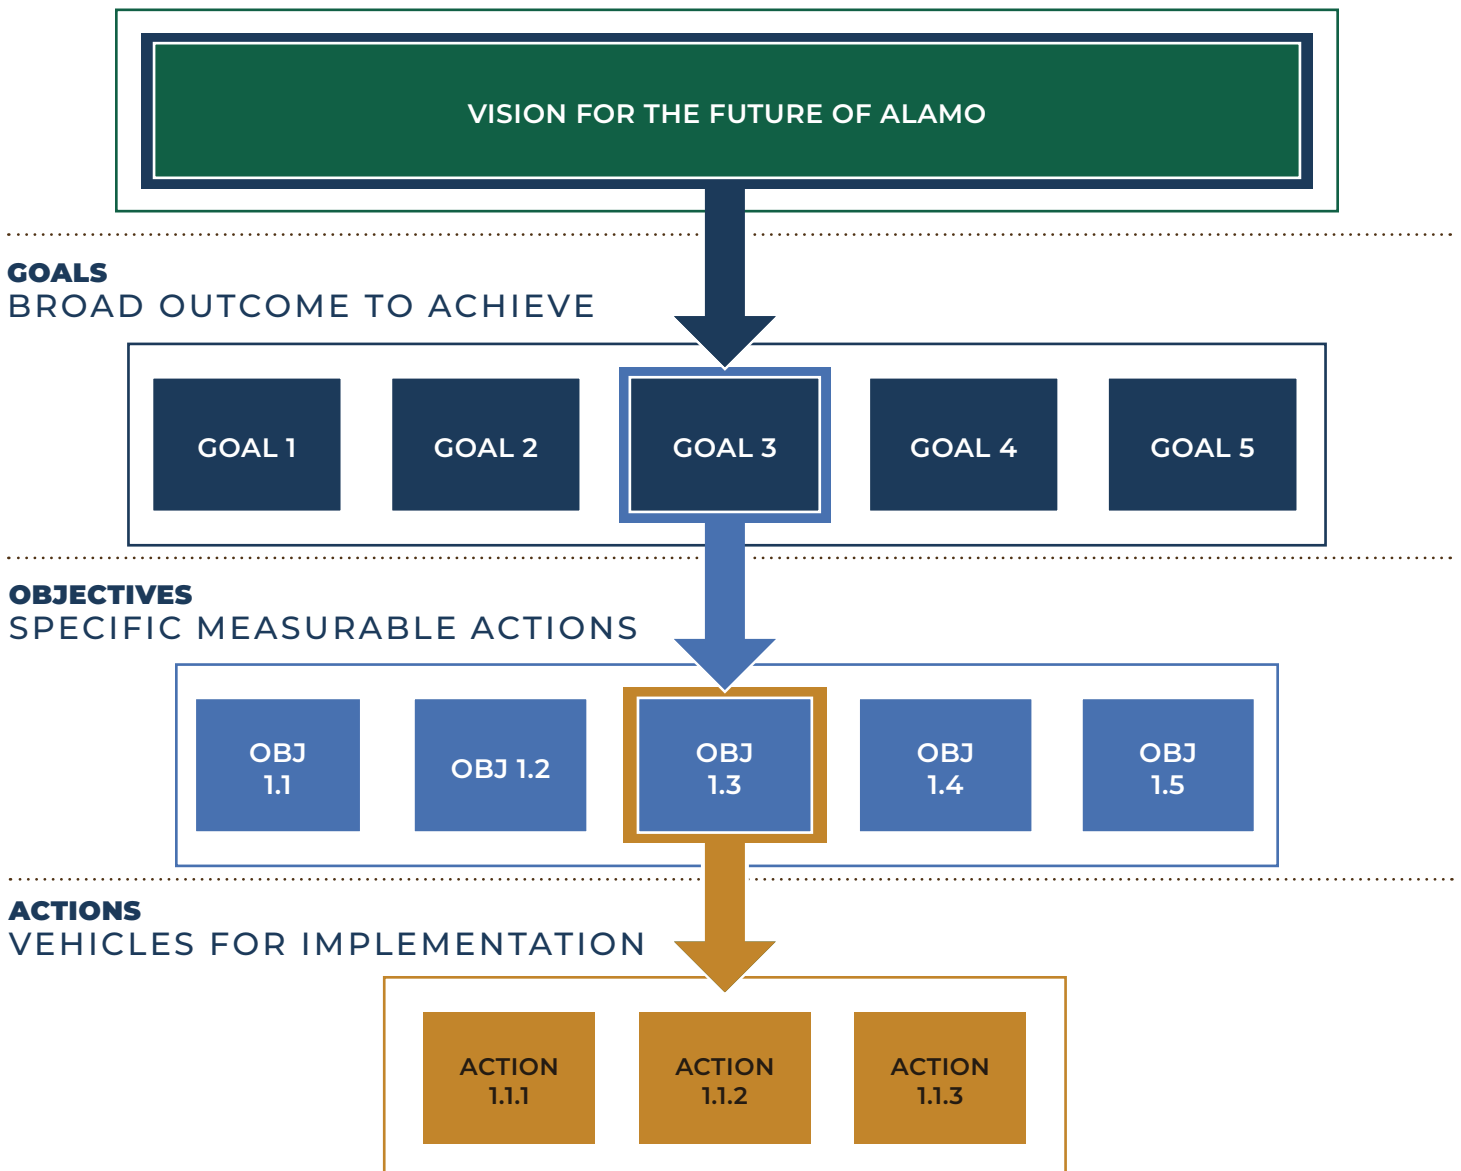 VISION FOR THE FUTURE OF ALAMO
GOALS
BROAD OUTCOME TO ACHIEVE
GOAL 1
GOAL 2
GOAL 3
GOAL 4
GOAL 5
OBJECTIVES
SPECIFIC MEASURABLE ACTIONS
OBJ
1.1
OBJ 1.2
OBJ
1.3
OBJ
1.4
OBJ
1.5
ACTIONS
VEHICLES FOR IMPLEMENTATION
ACTION
1.1.1
ACTION
1.1.2
ACTION
1.1.3